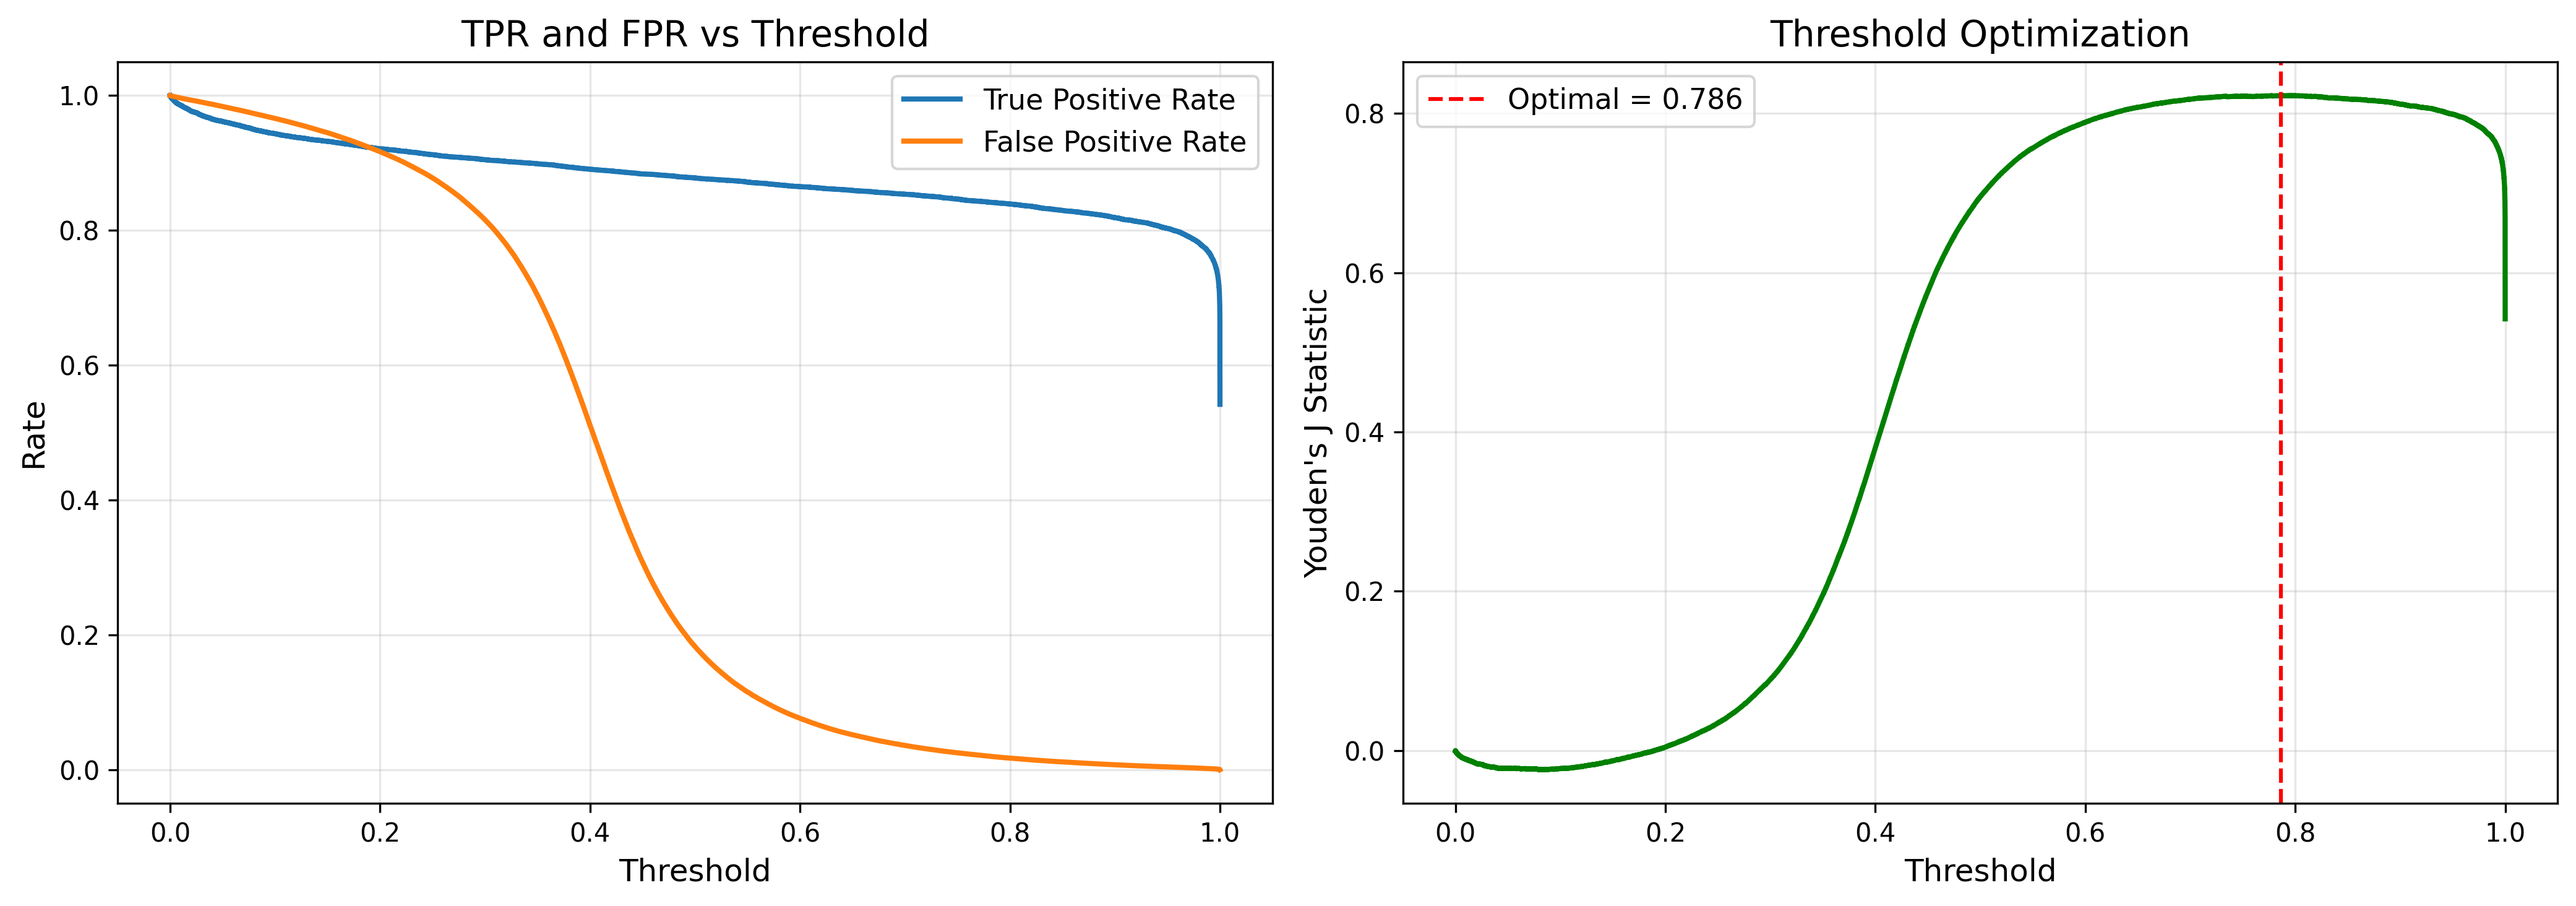 TPR and FPR vs Threshold
True Positive Rate
False Positive Rate
Rate
1.0
0.8
0.6
0.4
0.2
0.0
0.0 0.2 0.4 0.6 0.8 1.0
Threshold
Threshold Optimization
Optimal = 0.786
Youden's J Statistic
0.8
0.6
0.4
0.2
0.0
0.0 0.2 0.4 0.6 0.8 1.0
Threshold